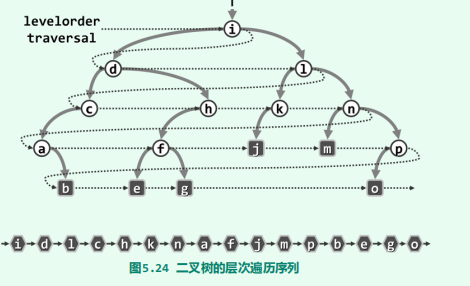 levelorder
traversal
i
d l
c h k n
a f j m p
b e g o
i d l c h k n a f j m p b e g o
图5.24 二叉树的层次遍历序列